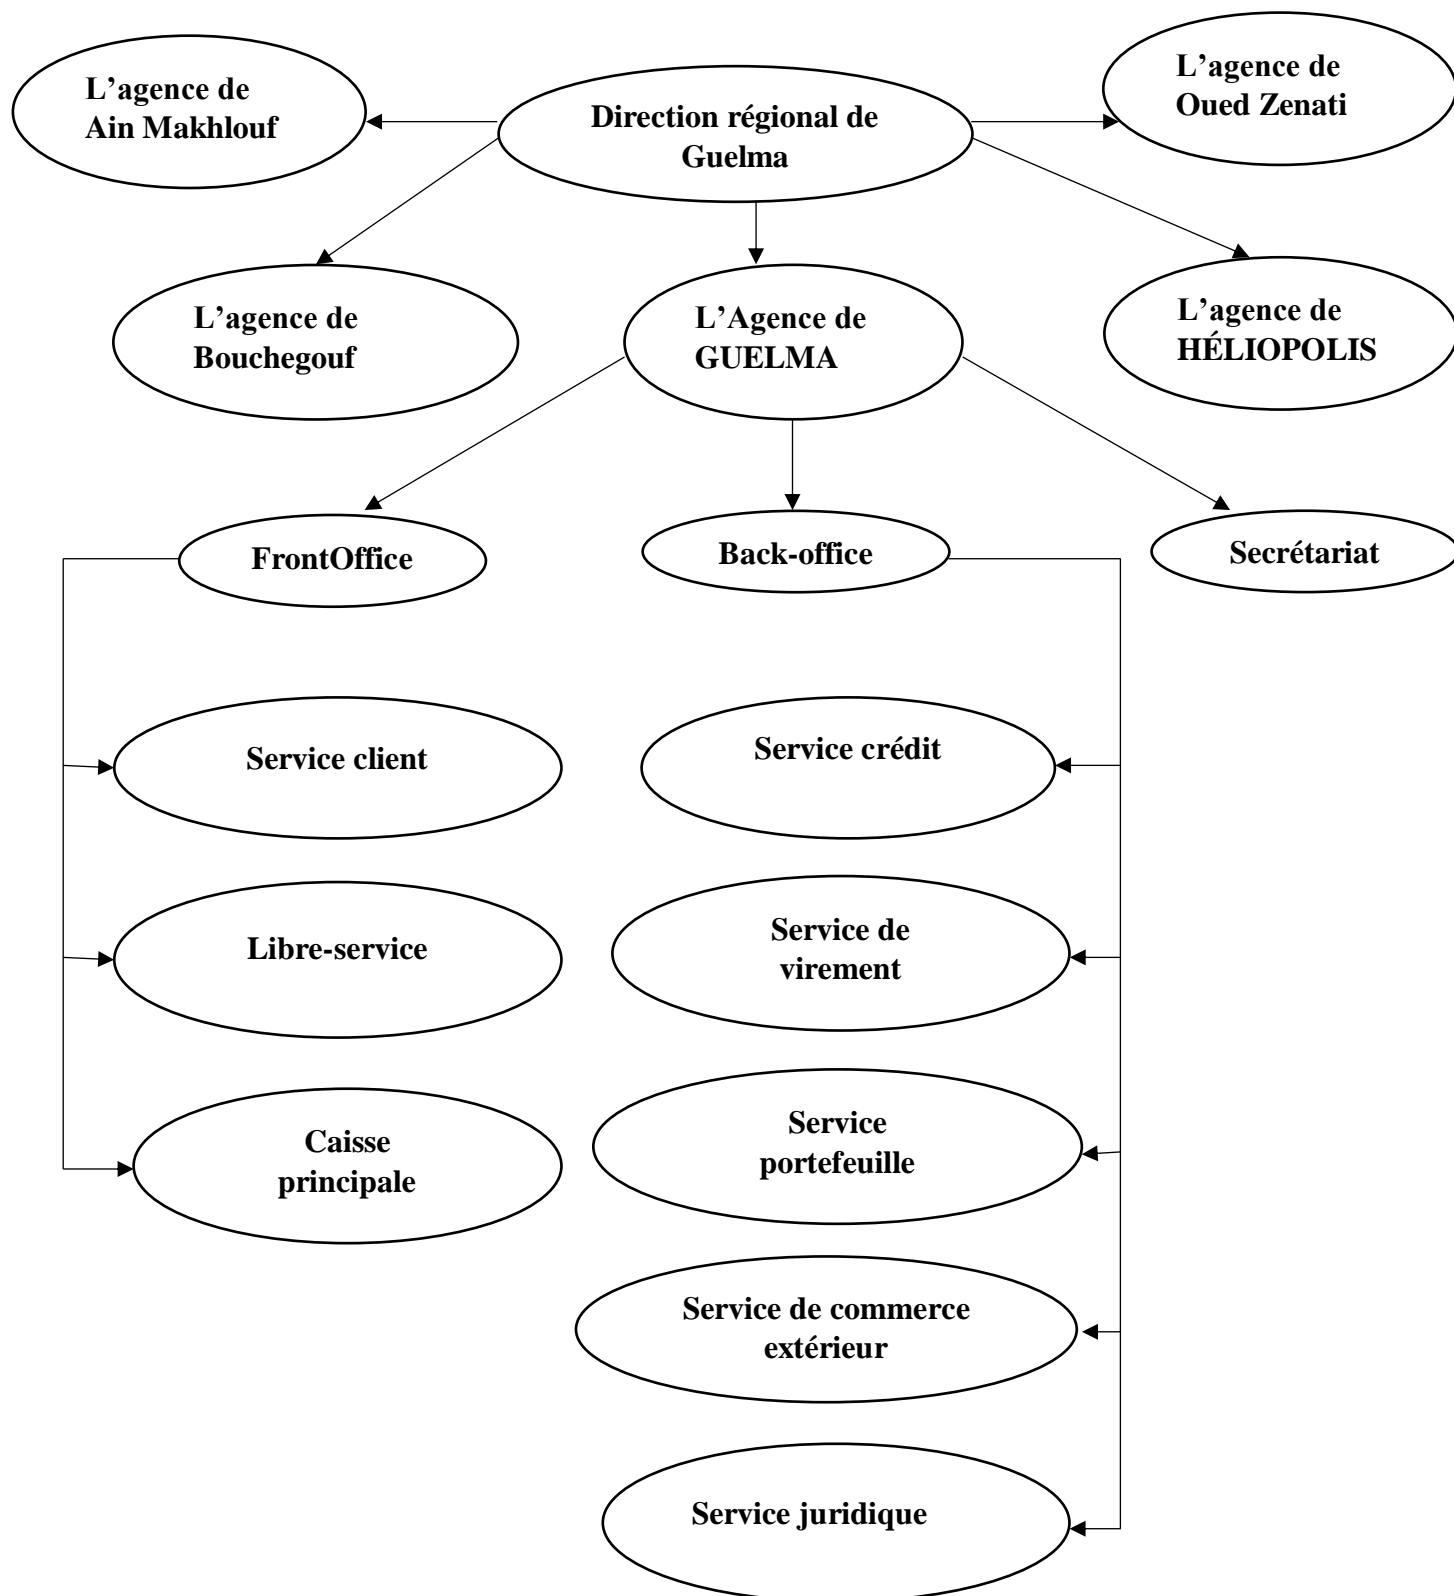 L’agence de
Ain Makhlouf
Direction régional de
Guelma
L’agence de
Oued Zenati
L’agence de
Bouchegouf
L’Agence de
GUELMA
L’agence de
HÉLIOPOLIS
FrontOffice
Back-office
Secrétariat
Service client
Service crédit
Libre-service
Service de
virement
Caisse
principale
Service
portefeuille
Service de commerce
extérieur
Service juridique